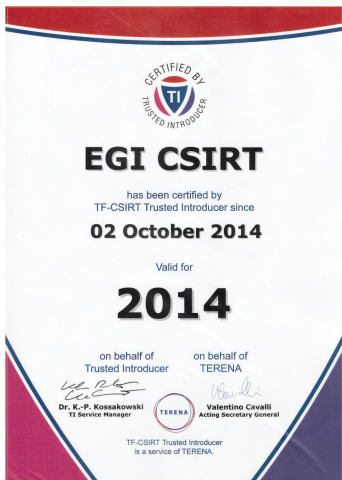 CERTIFIED BY
TI
TRUSTED INTRODUCER
EGI CSIRT
has been certified by
TF-CSIRT Trusted Introducer since
02 October 2014
Valid for
2014
on behalf of
Trusted Introducer
on behalf of
TERENA
Dr. K.-P. Kossakowski
TI Service Manager
TERENA
Valentino Cavalli
Acting Secretary General
TF-CSIRT Trusted Introducer
is a service of TERENA.